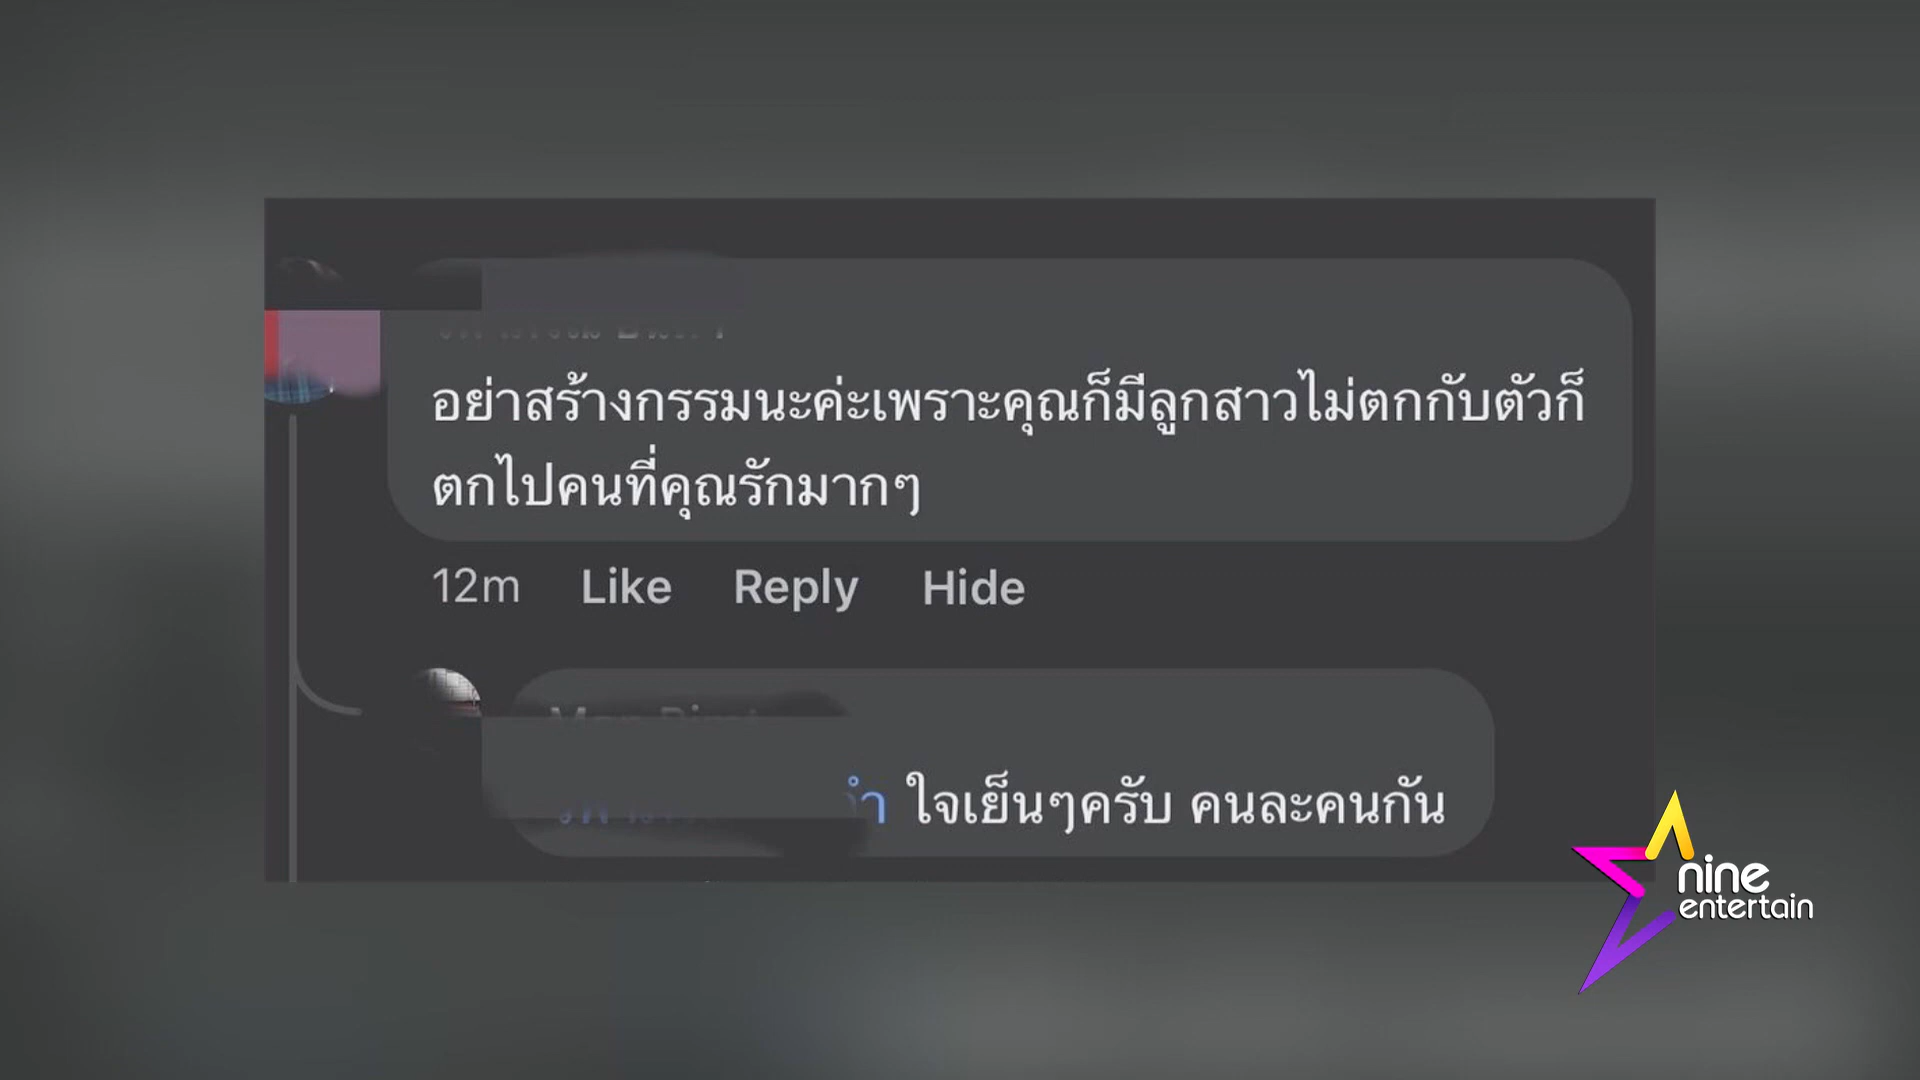 อย่าสร้างกรรมนะค่ะเพราะคุณก็มีลูกสาวไม่ตกกับตัวก็
ตกไปคนที่คุณรักมากๆ
12m Like Reply Hide
ใจเย็นๆครับ คนละคนกัน
nine
entertain